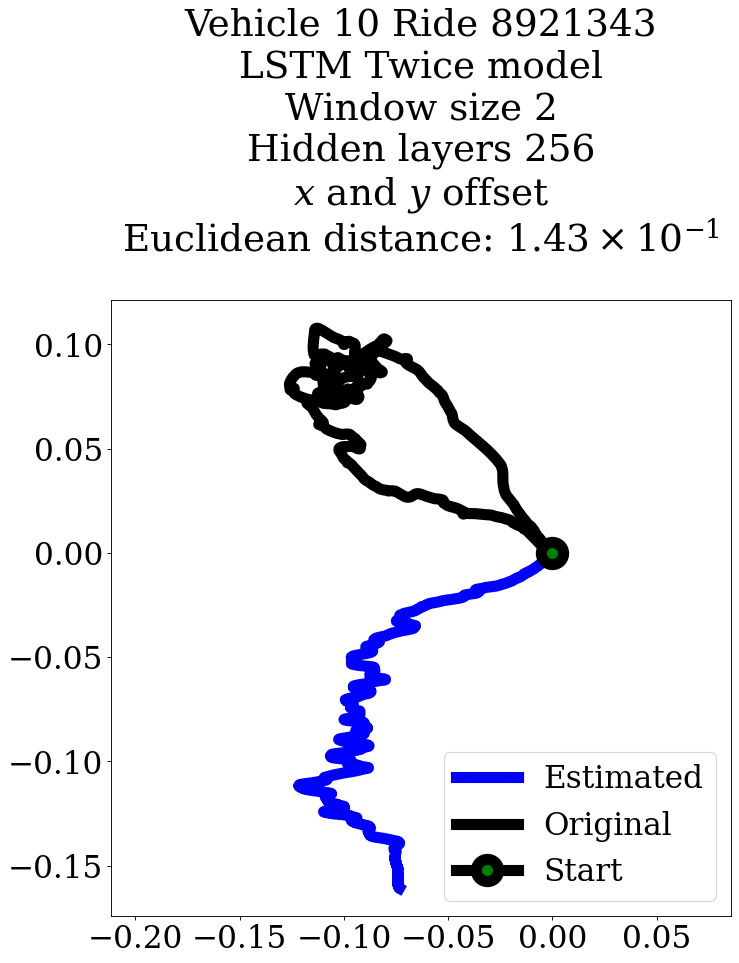 Vehicle 10 Ride 8921343
LSTM Twice model
Window size 2
Hidden layers 256
x and y offset
Euclidean distance: 1.43 × 10⁻¹
0.10
0.05
0.00
−0.05
−0.10
−0.15
Estimated
Original
Start
−0.20 −0.15 −0.10 −0.05 0.00 0.05